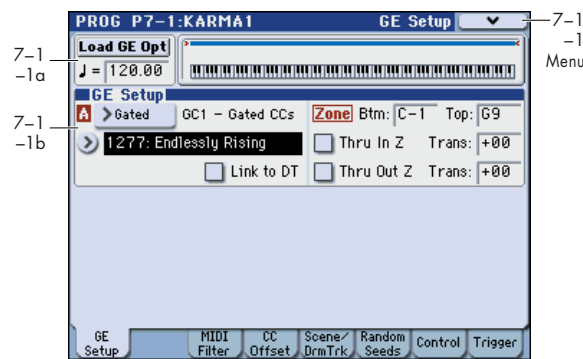 PROG P7-1:KARMA1 GE Setup
7-1
-1
Menu
Load GE Opt
7-1
-1a
♩= 120.00
GE Setup
7-1
-1b
A >Gated GC1 - Gated CCs Zone Btm: C-1 Top: G9
> 1277: Endlessly Rising Thru In Z Trans: +00
Link to DT Thru Out Z Trans: +00
GE Setup MIDI Filter CC Offset Scene/DrmTrk Random Seeds Control Trigger